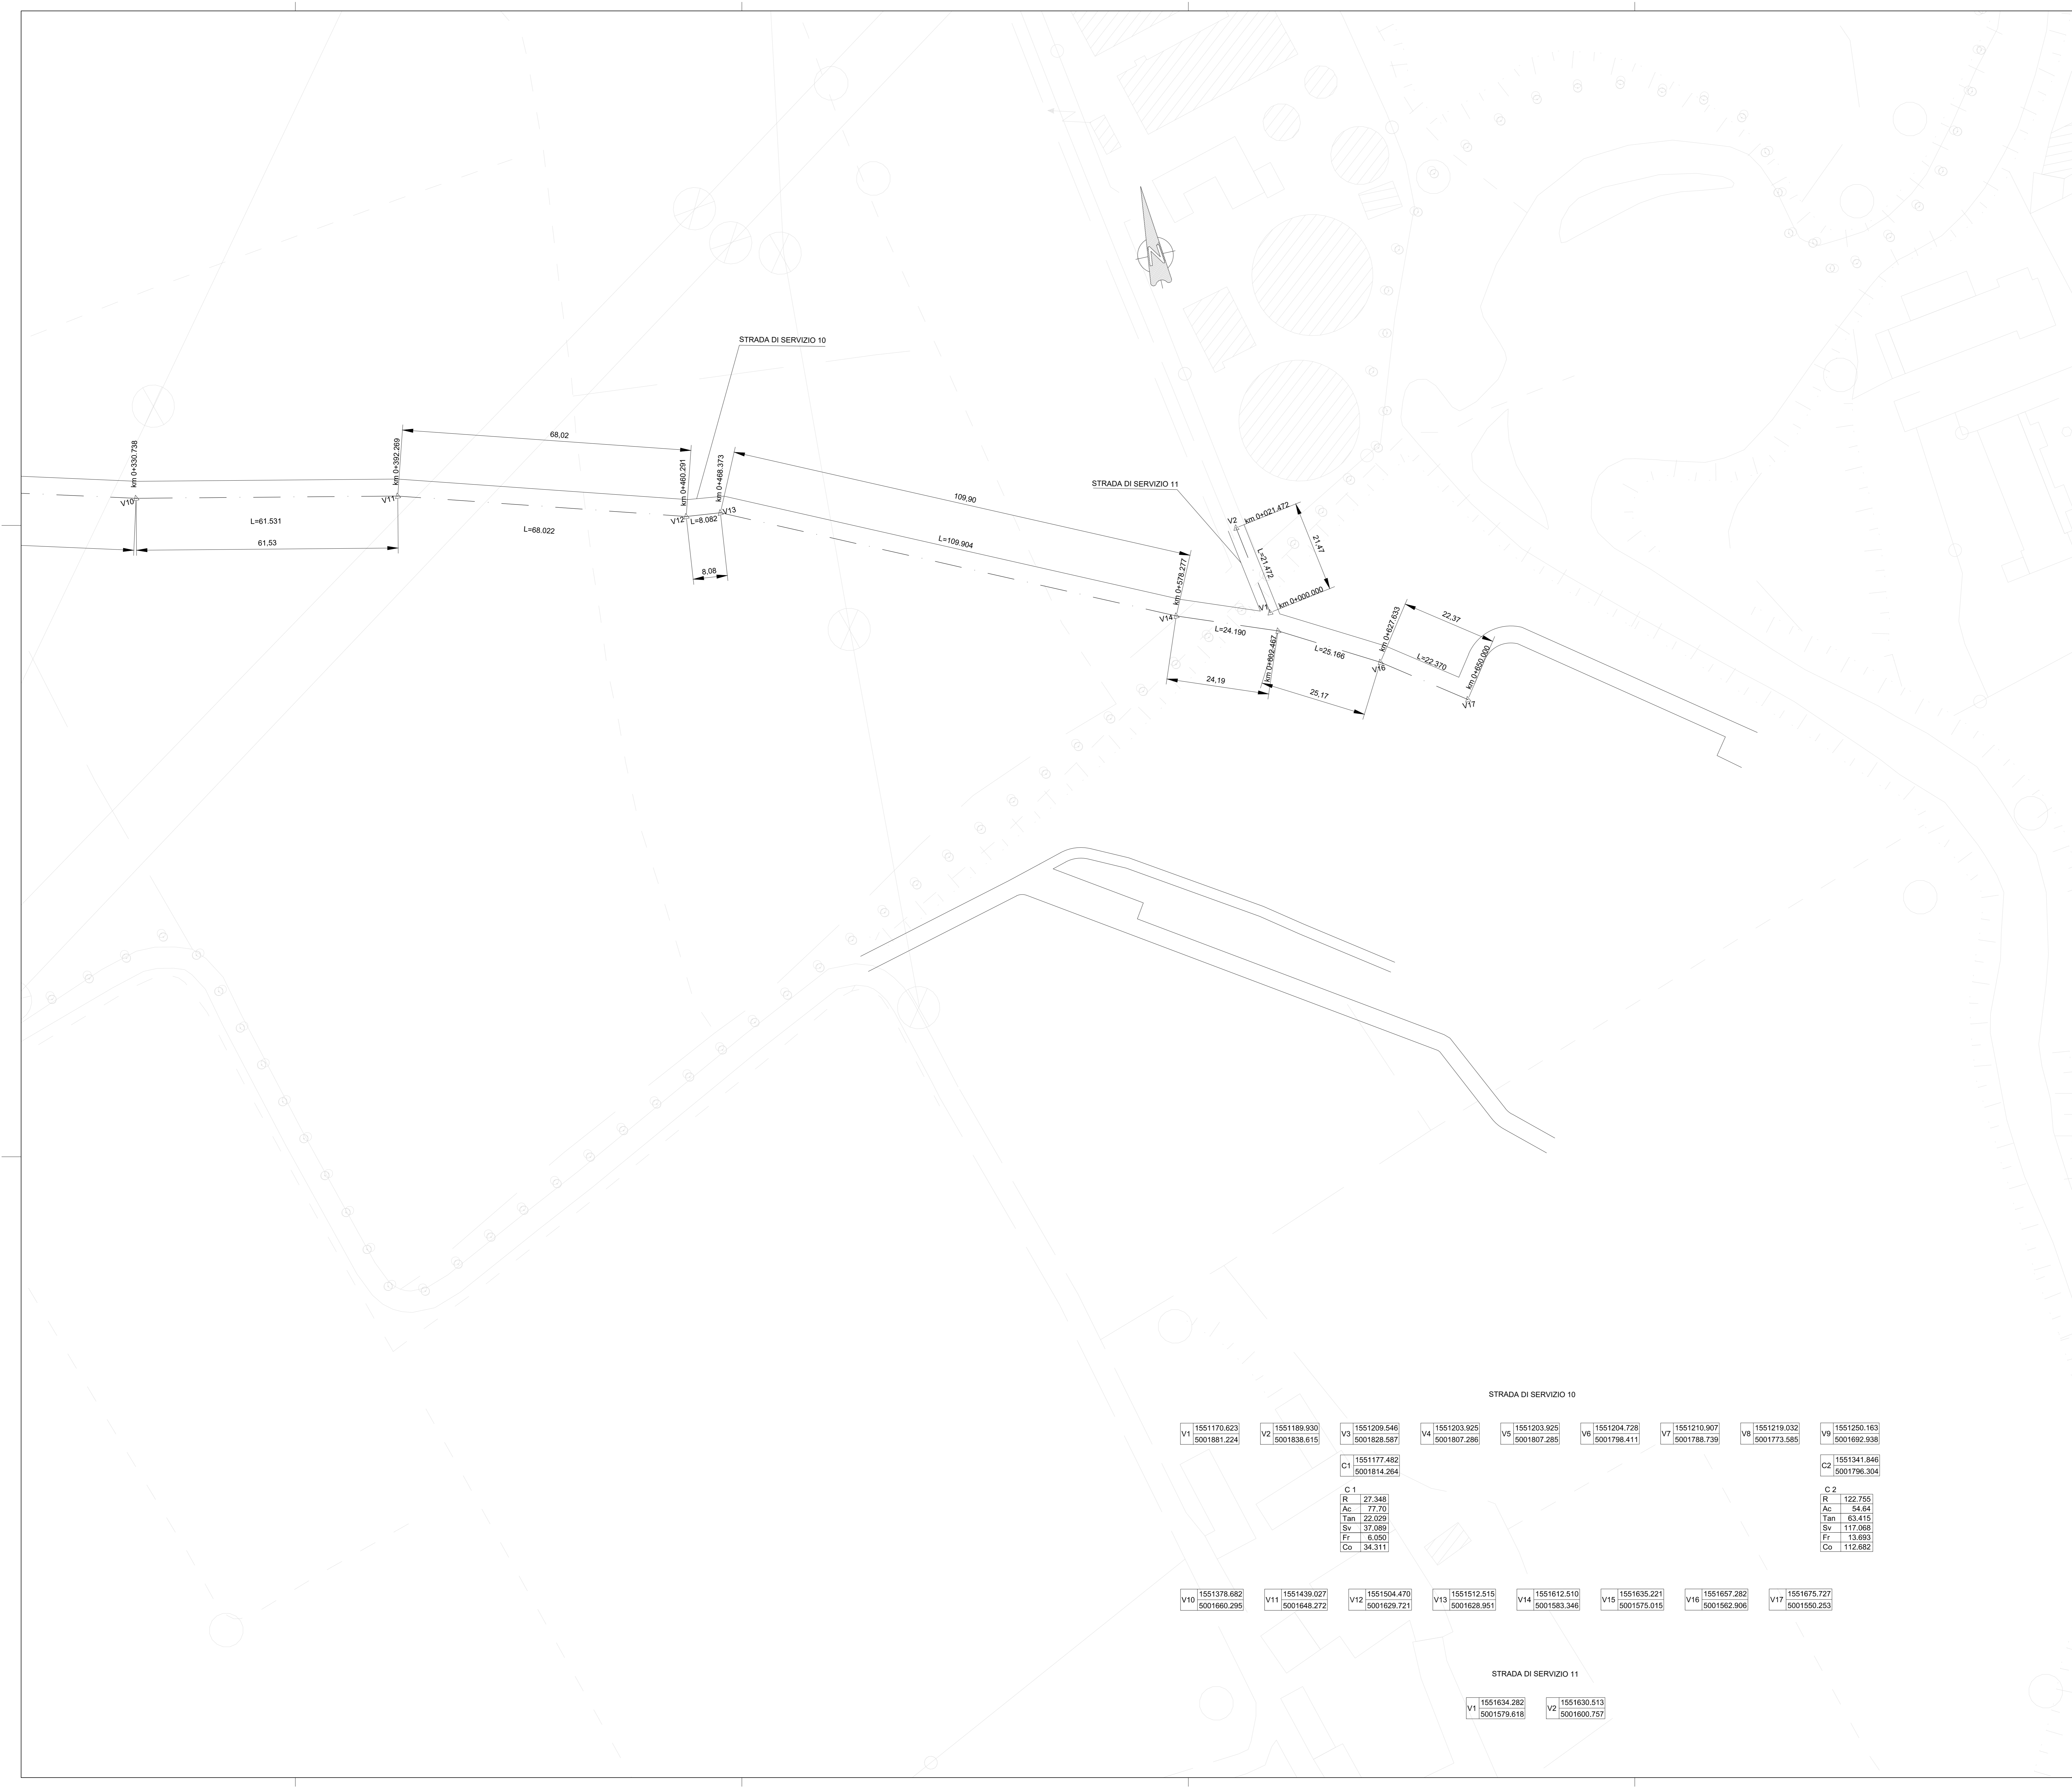 STRADA DI SERVIZIO 10
68,02
km 0+330.738
km 0+392.269
km 0+460.291
km 0+468.373
V10
V11
V12
V13
L=61.531
L=68.022
L=8.082
61,53
8,08
109,90
L=109.904
STRADA DI SERVIZIO 11
V2
km 0+021.472
21,47
L=21.472
V1
km 0+000.000
km 0+578.277
V14
L=24.190
24,19
km 0+602.467
L=25.166
25,17
km 0+627.633
V16
22,37
L=22.370
km 0+650.000
V17
N
STRADA DI SERVIZIO 10
V1 1551170.623 5001881.224
V2 1551189.930 5001838.615
V3 1551209.546 5001828.587
V4 1551203.925 5001807.286
V5 1551203.925 5001807.285
V6 1551204.728 5001798.411
V7 1551210.907 5001788.739
V8 1551219.032 5001773.585
V9 1551250.163 5001692.938
C1 1551177.482 5001814.264
C2 1551341.846 5001796.304
C 1
R 27.348
Ac 77.70
Tan 22.029
Sv 37.089
Fr 6.050
Co 34.311
C 2
R 122.755
Ac 54.64
Tan 63.415
Sv 117.068
Fr 13.693
Co 112.682
V10 1551378.682 5001660.295
V11 1551439.027 5001648.272
V12 1551504.470 5001629.721
V13 1551512.515 5001628.951
V14 1551612.510 5001583.346
V15 1551635.221 5001575.015
V16 1551657.282 5001562.906
V17 1551675.727 5001550.253
STRADA DI SERVIZIO 11
V1 1551634.282 5001579.618
V2 1551630.513 5001600.757